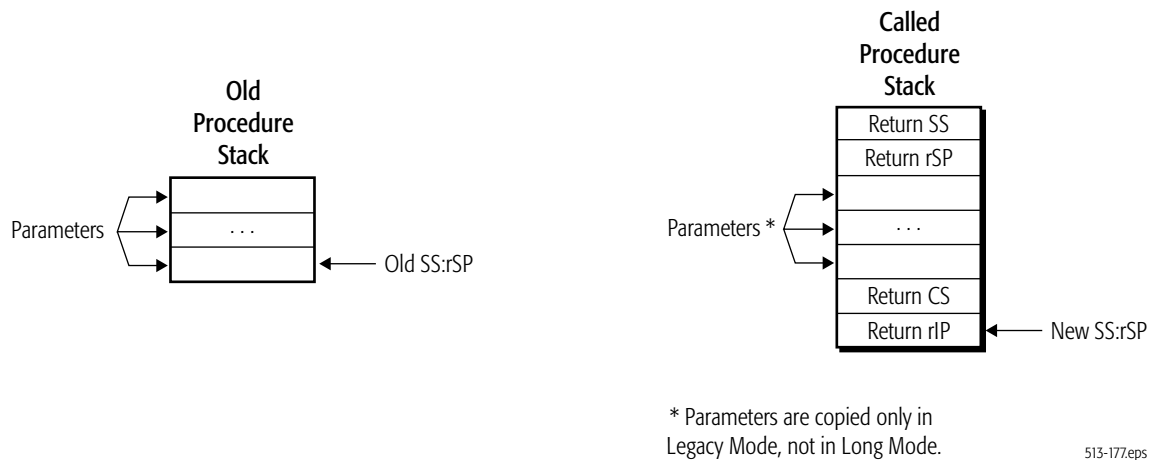 Old
Procedure
Stack
Parameters
. . .
Old SS:rSP
Called
Procedure
Stack
Return SS
Return rSP
Parameters *
. . .
Return CS
Return rIP
New SS:rSP
* Parameters are copied only in
Legacy Mode, not in Long Mode.
513-177.eps